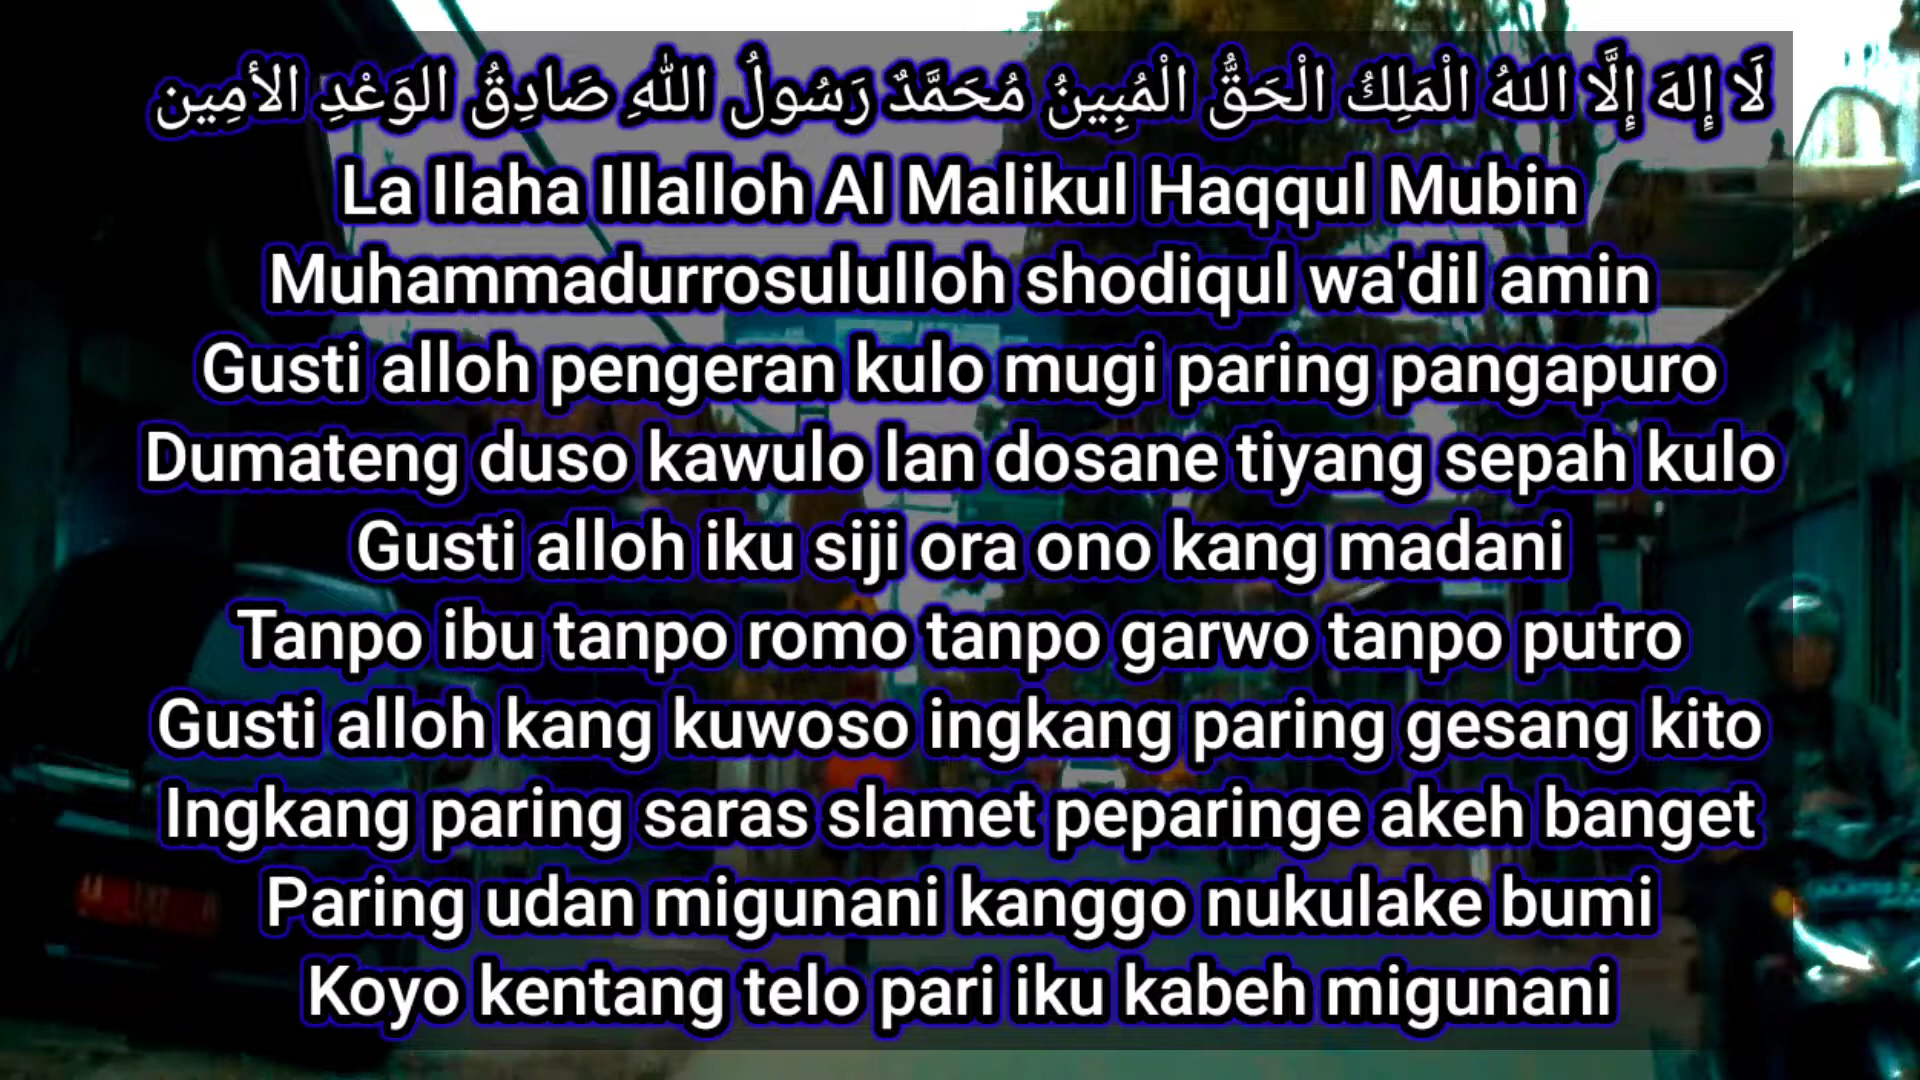 لَا إِلهَ إِلَّا اللهُ الْمَلِكُ الْحَقُّ الْمُبِينُ مُحَمَّدٌ رَسُولُ اللّٰهِ صَادِقُ الوَعْدِ الأمِين
La Ilaha Illalloh Al Malikul Haqqul Mubin
Muhammadurrosululloh shodiqul wa'dil amin
Gusti alloh pengeran kulo mugi paring pangapuro
Dumateng duso kawulo lan dosane tiyang sepah kulo
Gusti alloh iku siji ora ono kang madani
Tanpo ibu tanpo romo tanpo garwo tanpo putro
Gusti alloh kang kuwoso ingkang paring gesang kito
Ingkang paring saras slamet peparinge akeh banget
Paring udan migunani kanggo nukulake bumi
Koyo kentang telo pari iku kabeh migunani